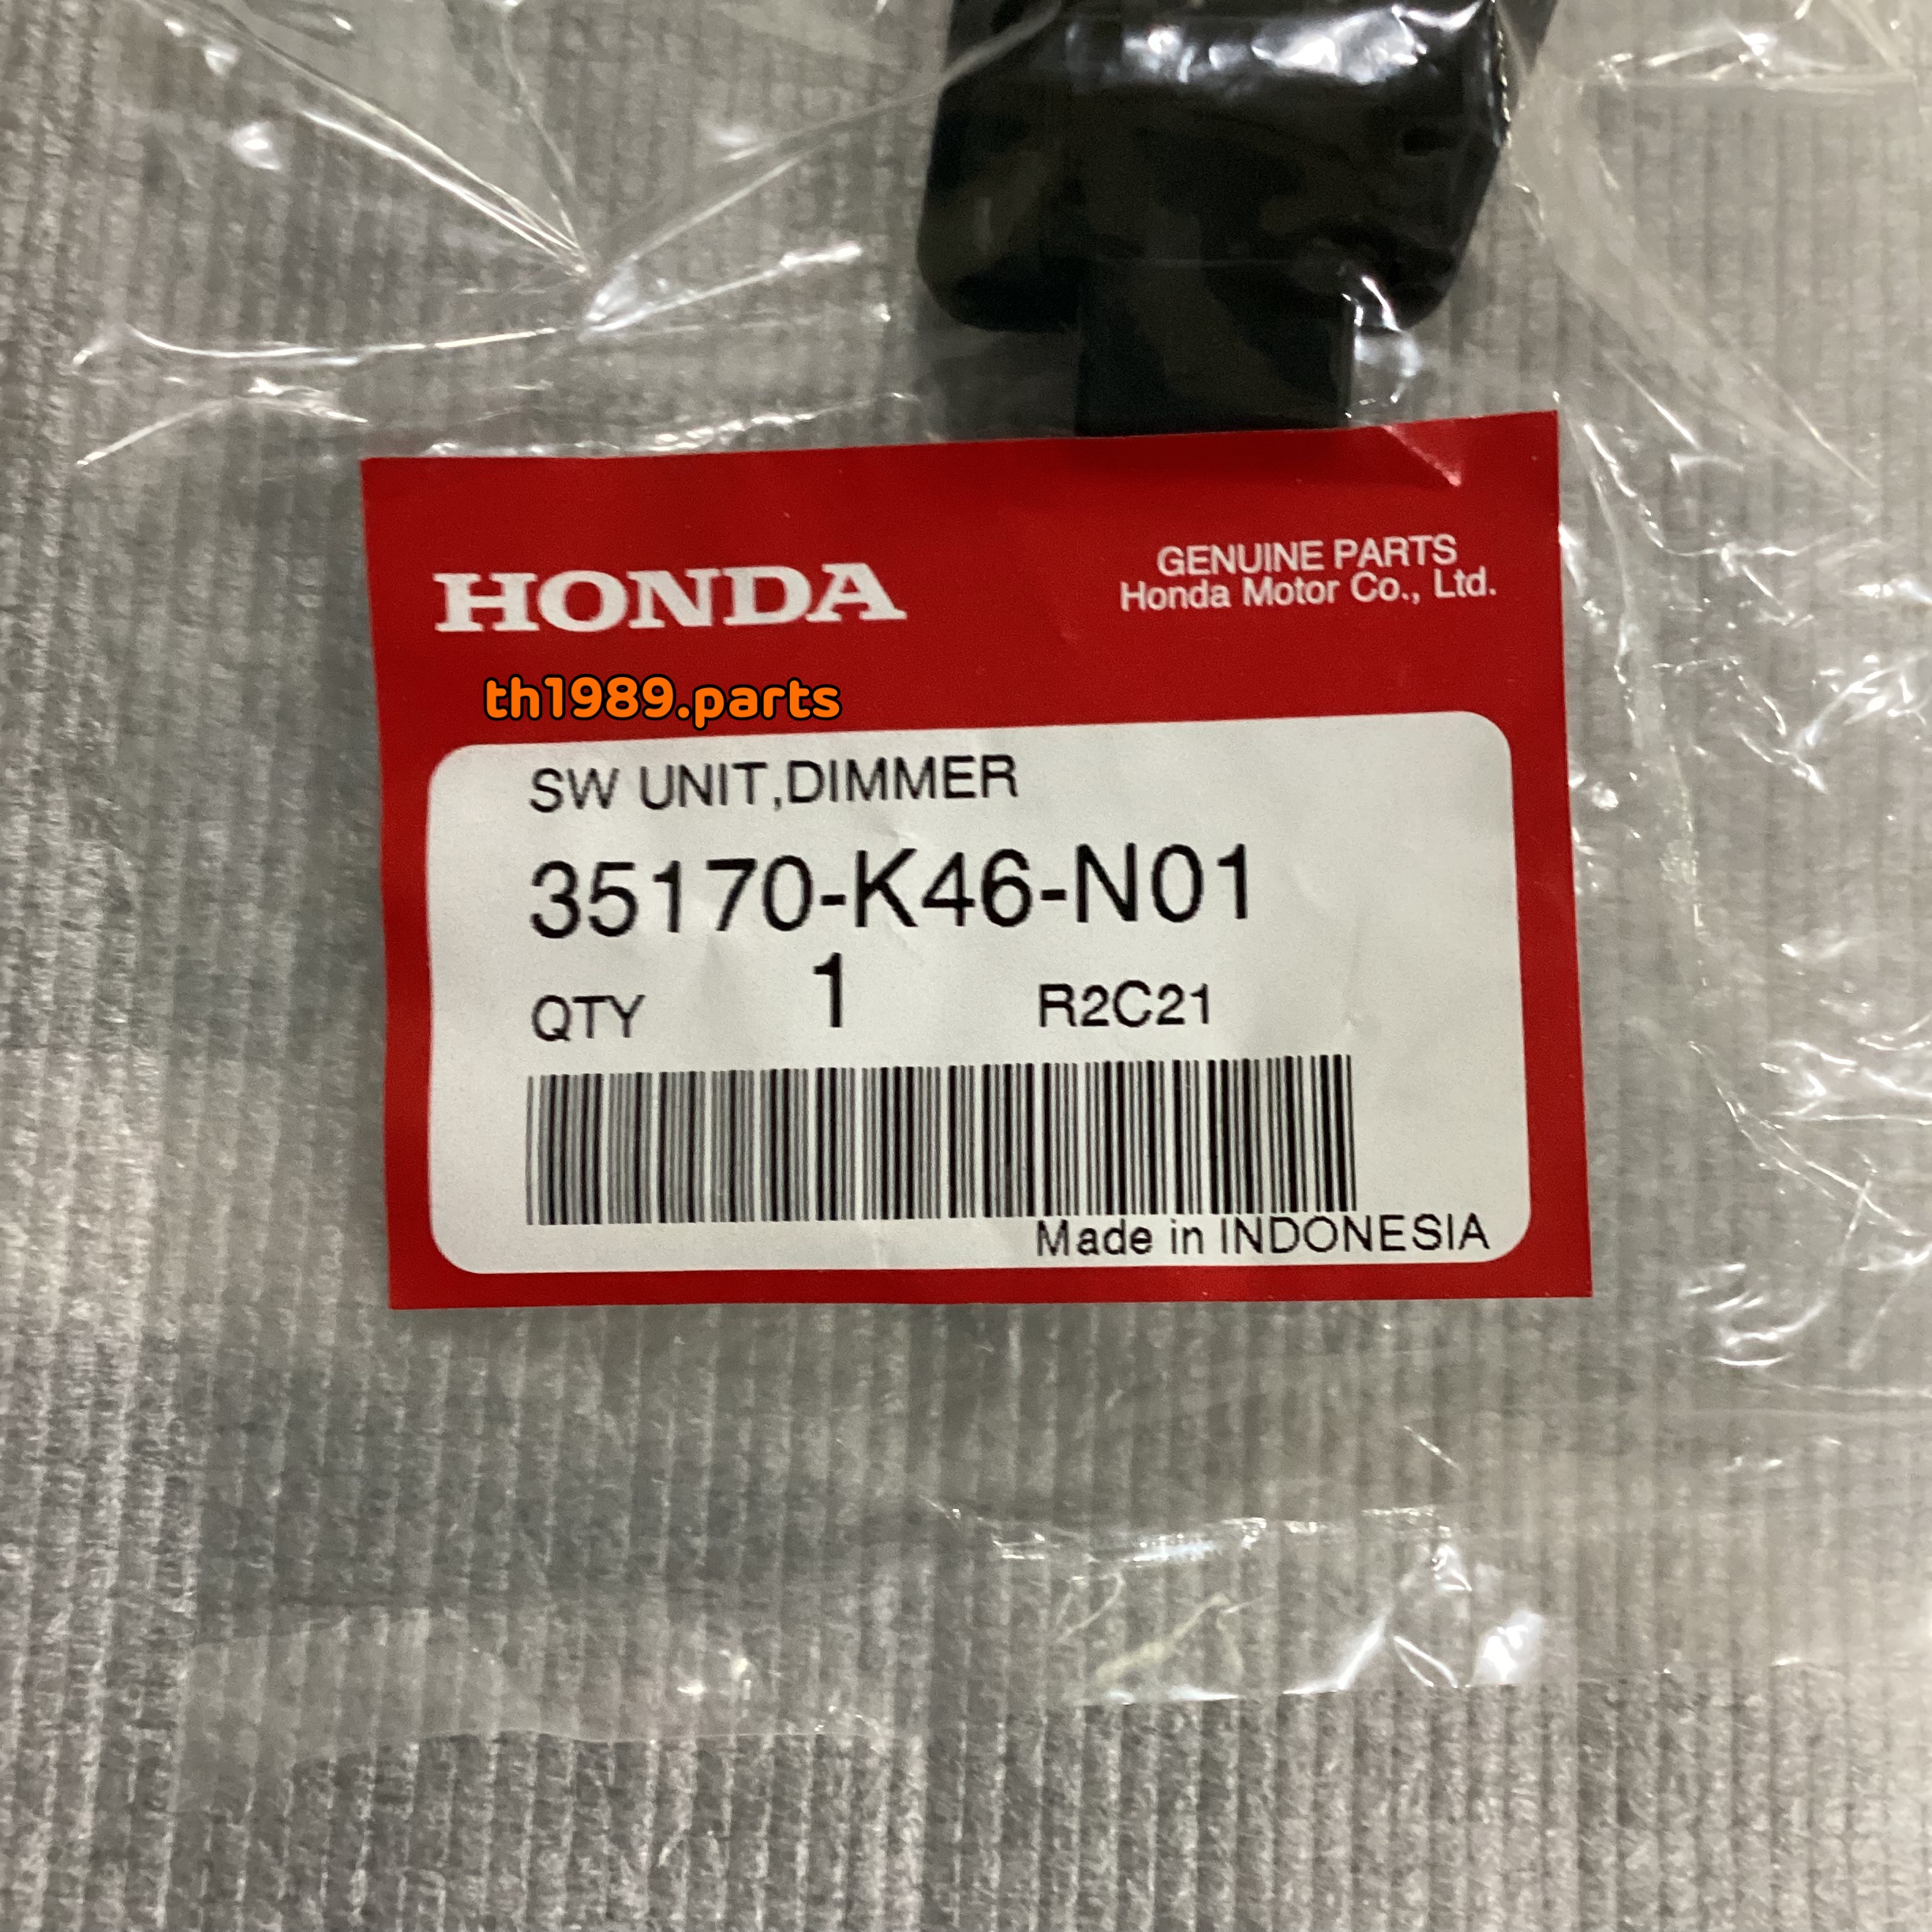 HONDA
GENUINE PARTS
Honda Motor Co., Ltd.
th1989.parts
SW UNIT,DIMMER
35170-K46-N01
QTY 1 R2C21
Made in INDONESIA